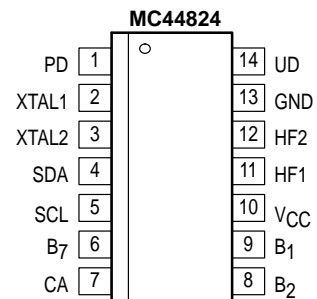 MC44824
PD 1 14 UD
XTAL1 2 13 GND
XTAL2 3 12 HF2
SDA 4 11 HF1
SCL 5 10 VCC
B7 6 9 B1
CA 7 8 B2